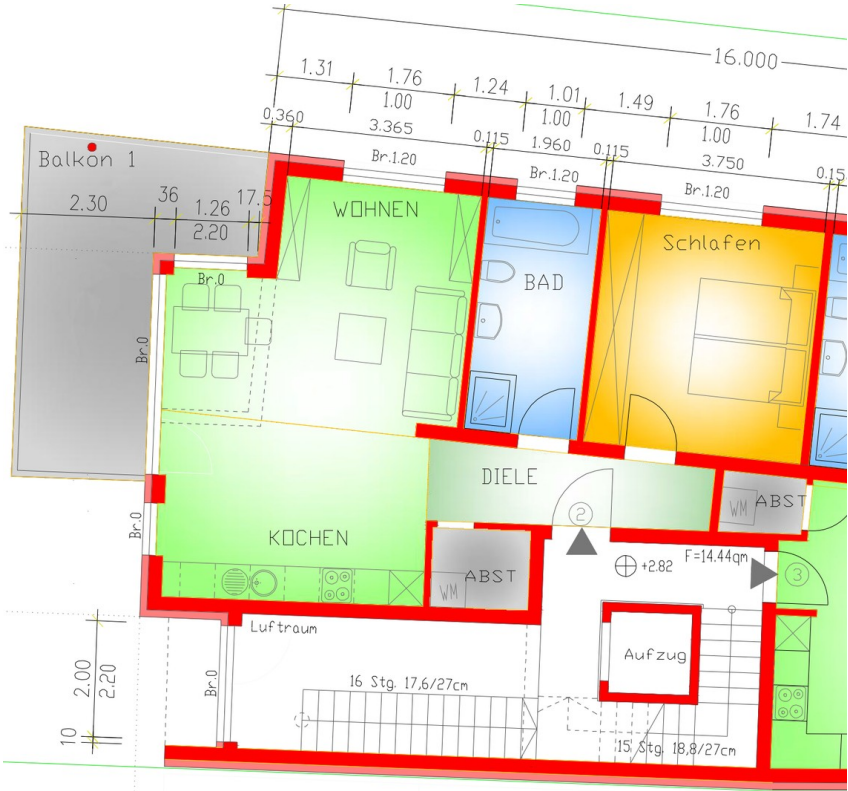 16.000
1.31
1.76
1.24
1.01
1.49
1.76
1.74
1.00
1.00
1.00
0.360
3.365
0.115
1.960
0.115
3.750
Br.1.20
Br.1.20
Br.1.20
Balkon 1
2.30
36
1.26
17.5
2.20
WOHNEN
BAD
Schlafen
Br.0
Br.0
Br.0
KOCHEN
DIELE
2
WM
ABST
WM
ABST
+2.82
F=14.44qm
3
Luftraum
Aufzug
2.00
2.20
10
Br.0
16 Stg. 17,6/27cm
15 Stg. 18,8/27cm